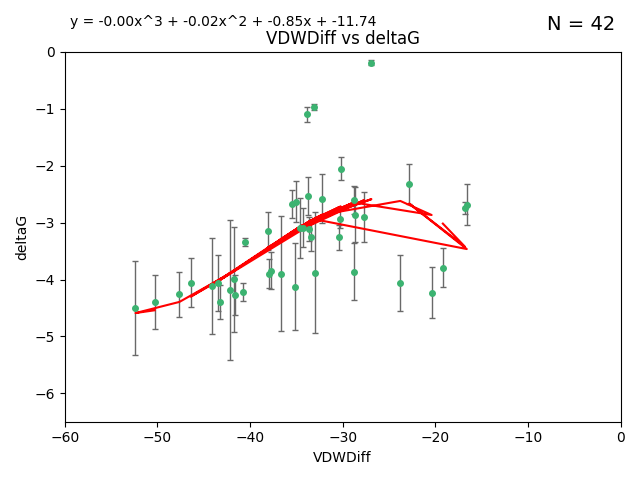 y = -0.00x^3 + -0.02x^2 + -0.85x + -11.74
N = 42
VDWDiff vs deltaG
0
−1
−2
−3
−4
−5
−6
deltaG
−60 −50 −40 −30 −20 −10 0
VDWDiff